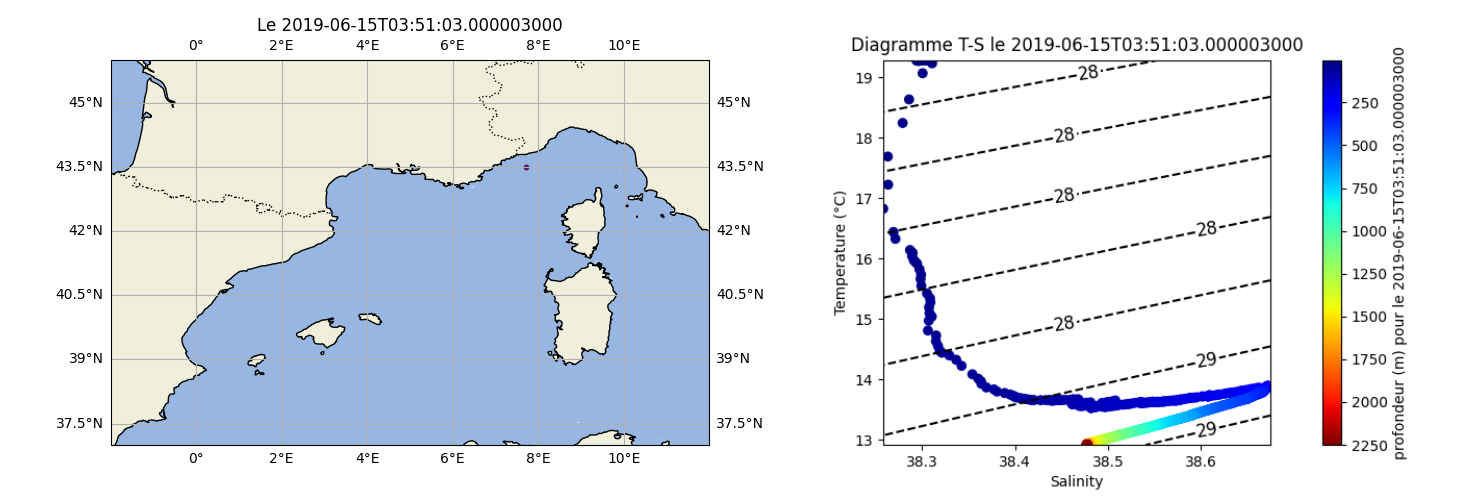 Le 2019-06-15T03:51:03.000003000
0° 2°E 4°E 6°E 8°E 10°E
45°N 45°N
43.5°N 43.5°N
42°N 42°N
40.5°N 40.5°N
39°N 39°N
37.5°N 37.5°N
0° 2°E 4°E 6°E 8°E 10°E
Diagramme T-S le 2019-06-15T03:51:03.000003000
Temperature (°C)
19
18
17
16
15
14
13
28
28
28
28
28
29
29
38.3 38.4 38.5 38.6
Salinity
250
500
750
1000
1250
1500
1750
2000
2250
profondeur (m) pour le 2019-06-15T03:51:03.000003000